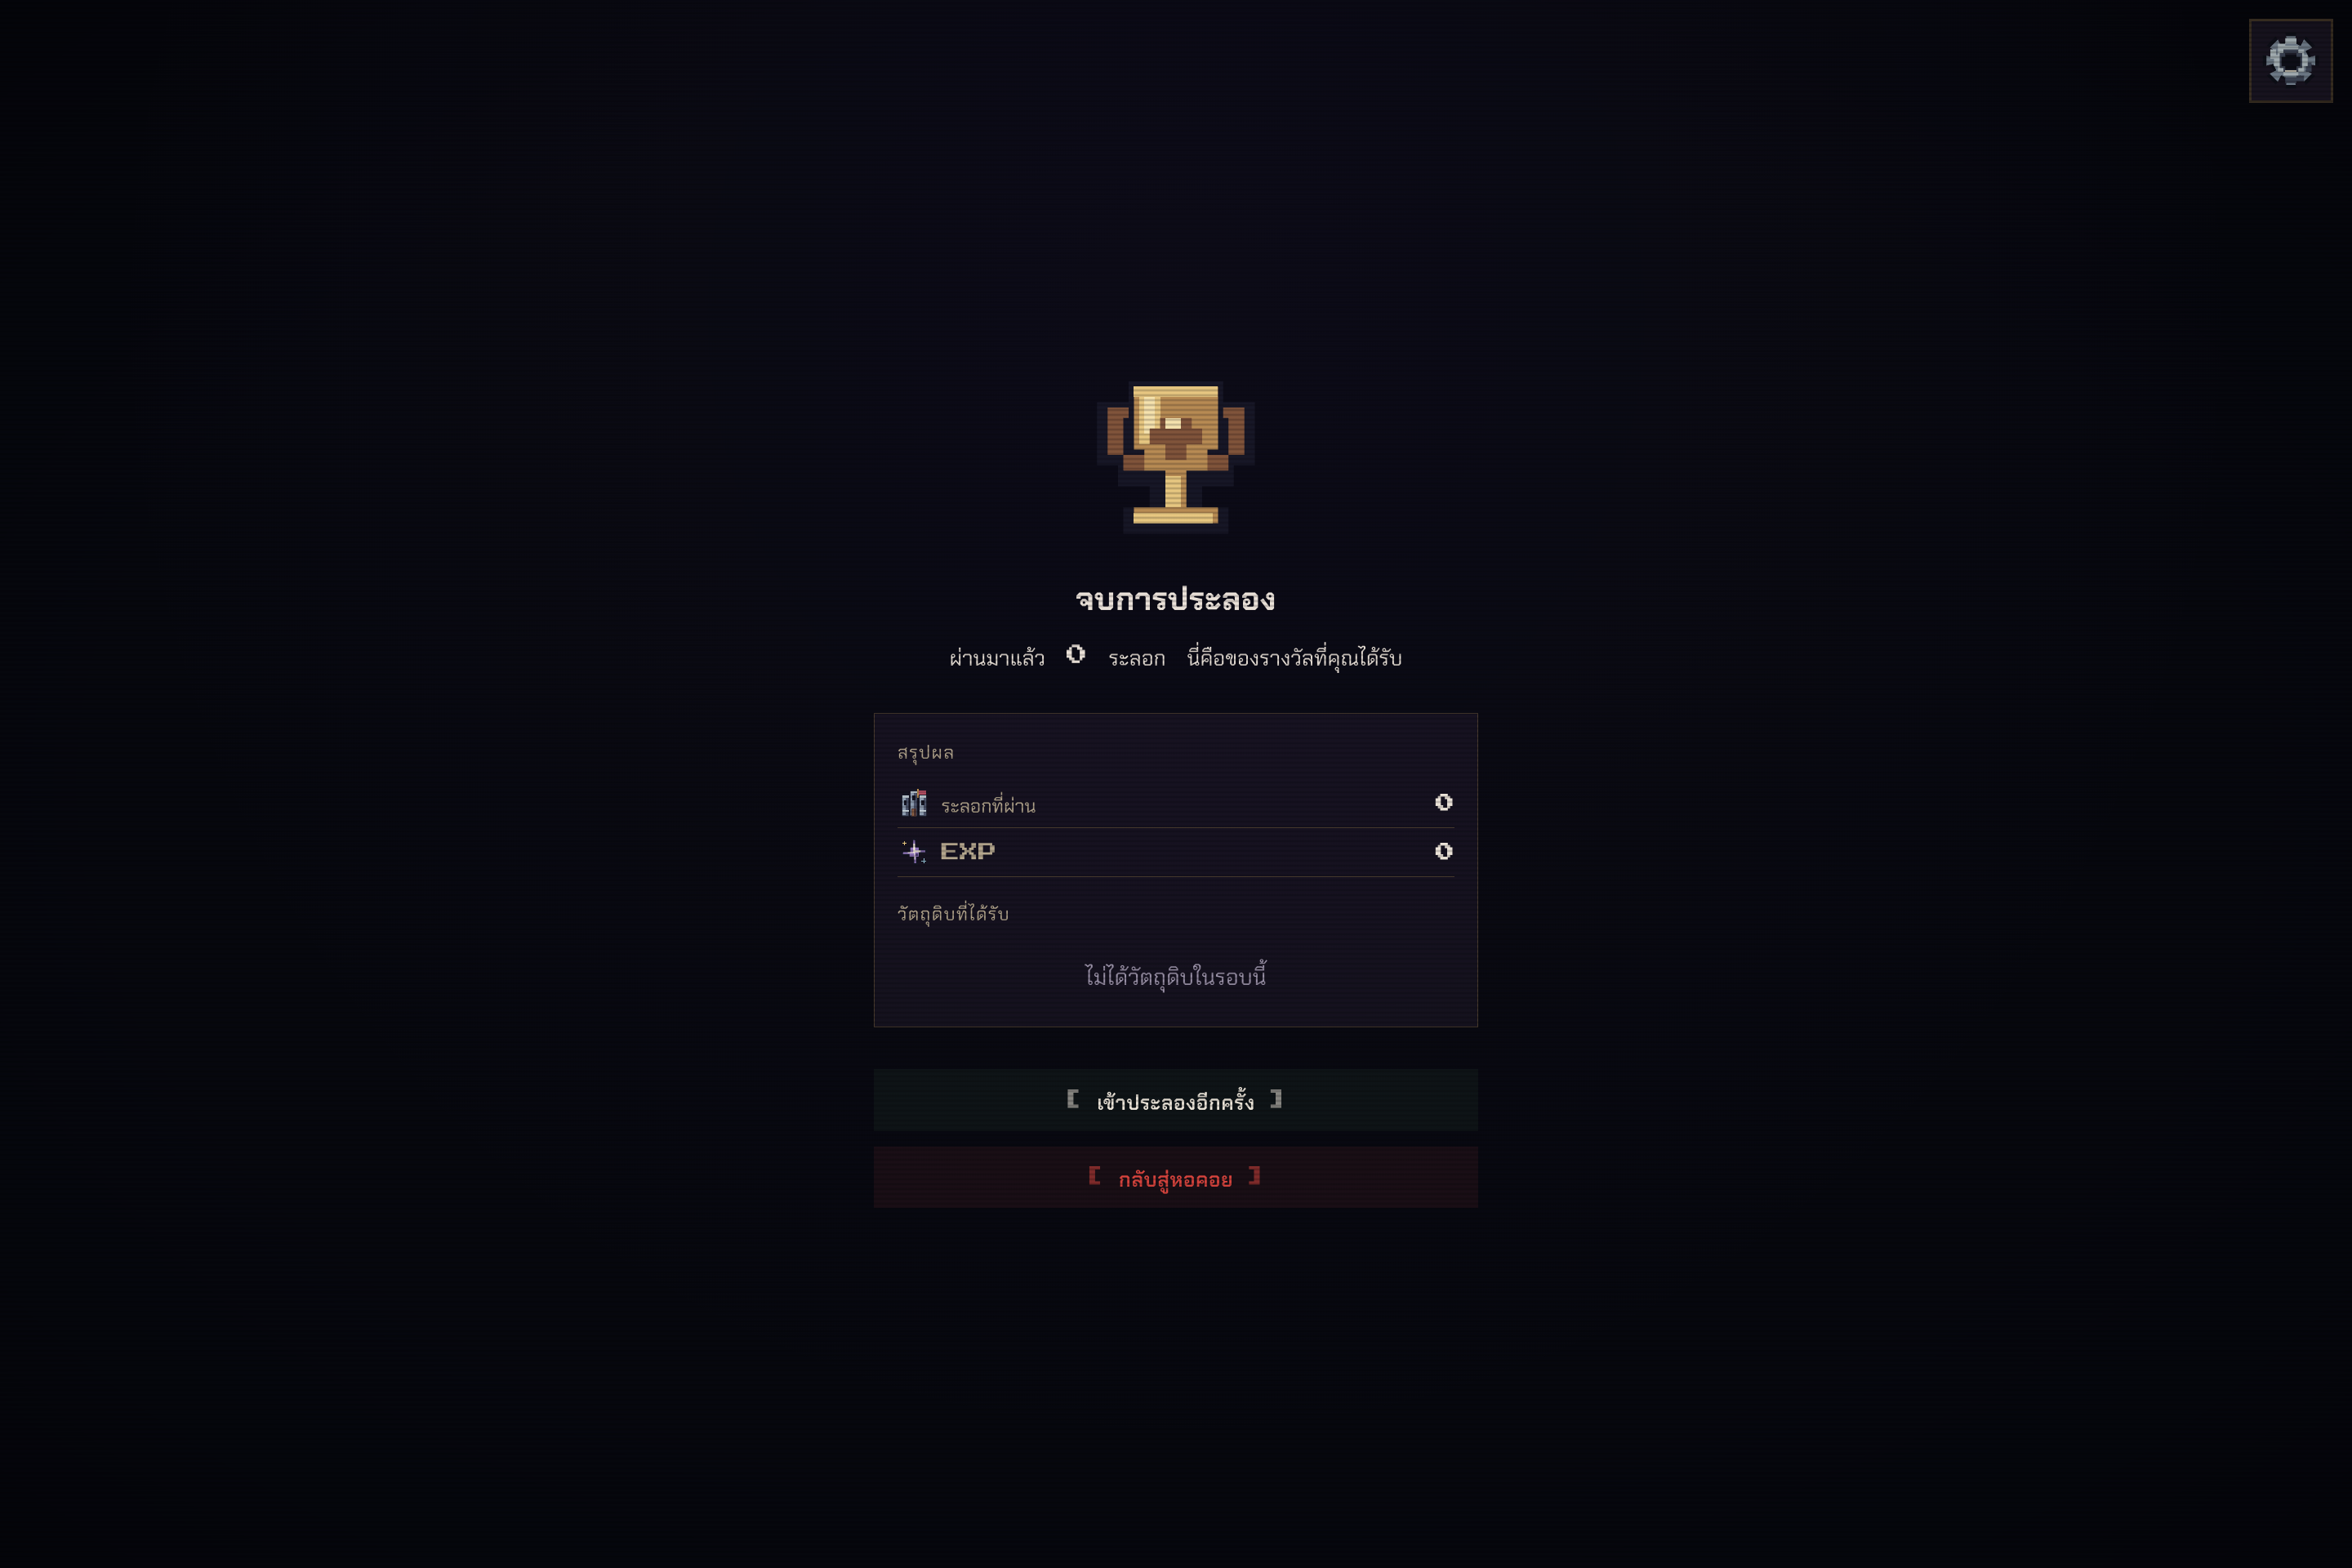 จบการประลอง
ผ่านมาแล้ว 0 ระลอก นี่คือของรางวัลที่คุณได้รับ
สรุปผล
ระลอกที่ผ่าน 0
EXP 0
วัตถุดิบที่ได้รับ
ไม่ได้วัตถุดิบในรอบนี้
[ เข้าประลองอีกครั้ง ]
[ กลับสู่หอคอย ]